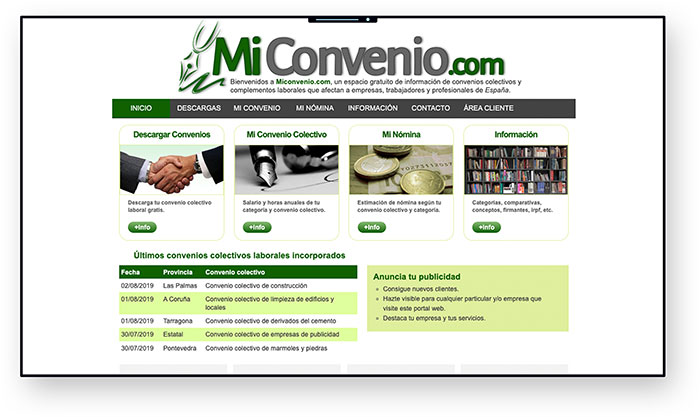 MiConvenio.com
Bienvenidos a Miconvenio.com, un espacio gratuito de información de convenios colectivos y
complementos laborales que afectan a empresas, trabajadores y profesionales de España.
INICIO DESCARGAS MI CONVENIO MI NÓMINA INFORMACIÓN CONTACTO ÁREA CLIENTE
Descargar Convenios
Descarga tu convenio colectivo
laboral gratis.
+info
Mi Convenio Colectivo
Salario y horas anuales de tu
categoría y convenio colectivo.
+info
Mi Nómina
Estimación de nómina según tu
convenio colectivo y categoría.
+info
Información
Categorías, comparativas,
conceptos, firmantes, irpf, etc.
+info
Últimos convenios colectivos laborales incorporados
Fecha Provincia Convenio colectivo
02/08/2019 Las Palmas Convenio colectivo de construcción
01/08/2019 A Coruña Convenio colectivo de limpieza de edificios y
locales
01/08/2019 Tarragona Convenio colectivo de derivados del cemento
30/07/2019 Estatal Convenio colectivo de empresas de publicidad
30/07/2019 Pontevedra Convenio colectivo de marmoles y piedras
Anuncia tu publicidad
Consigue nuevos clientes.
Hazte visible para cualquier particular y/o empresa que
visite este portal web.
Destaca tu empresa y tus servicios.